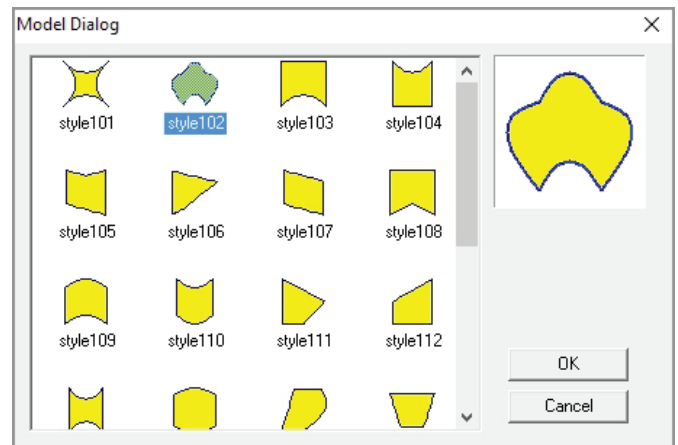 Model Dialog
style101 style102 style103 style104
style105 style106 style107 style108
style109 style110 style111 style112
OK
Cancel